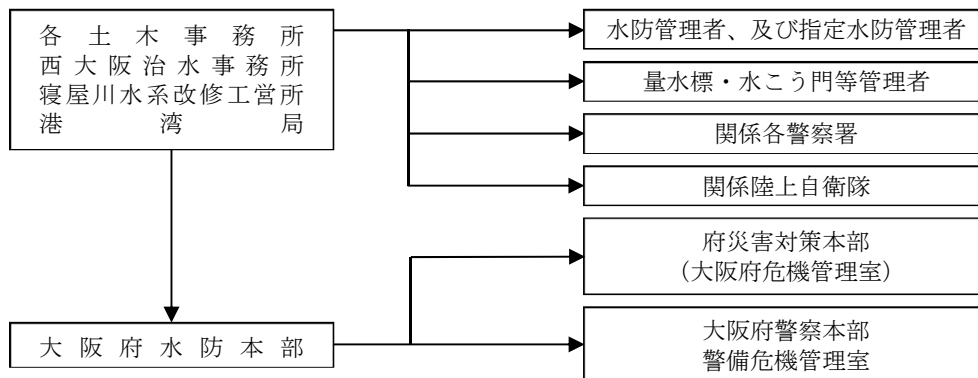 各土木事務所
西大阪治水事務所
寝屋川水系改修工営所
港湾局
水防管理者、及び指定水防管理者
量水標・水こう門等管理者
関係各警察署
関係陸上自衛隊
府災害対策本部
（大阪府危機管理室）
大阪府水防本部
大阪府警察本部
警備危機管理室